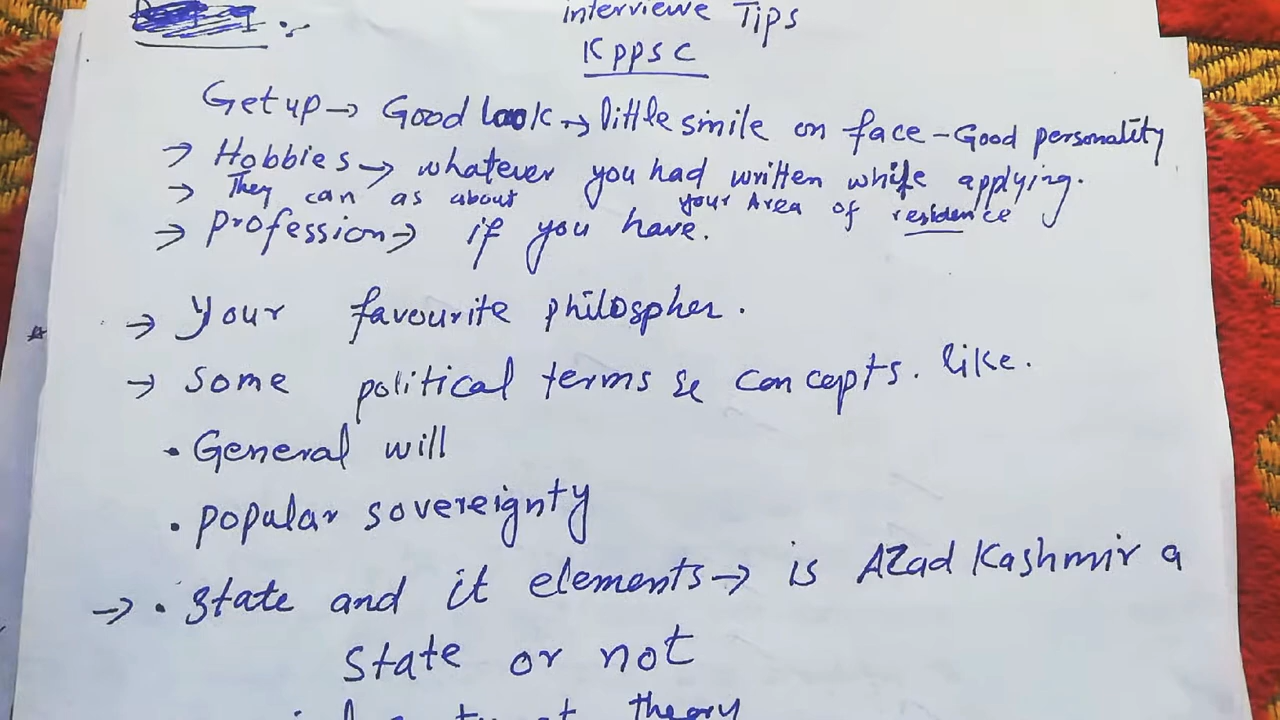 interviewe Tips
Kppsc
Getup → Good look → little smile on face - Good personality
→ Hobbies → whatever you had written while applying.
→ They can as about your Area of residence
→ profession → if you have.
→ your favourite philospher.
→ some political terms & concepts. like.
• General will
• popular sovereignty
→ • state and it elements → is Azad Kashmir a
state or not
theory